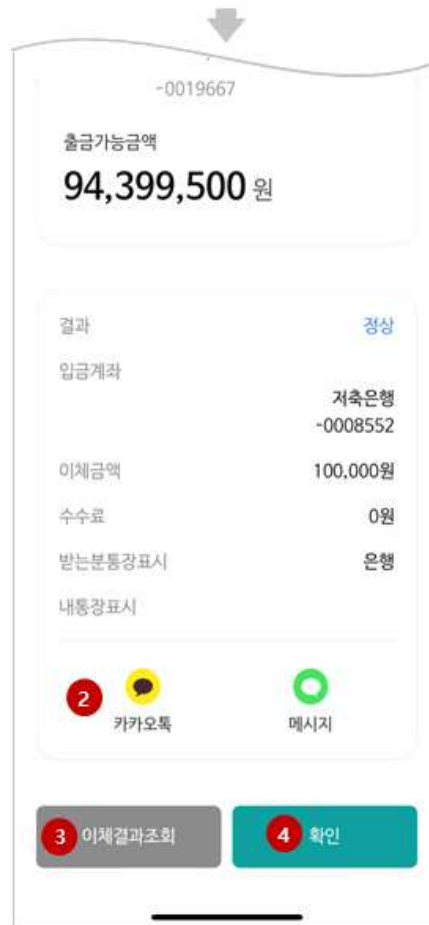 -0019667
출금가능금액
94,399,500 원
결과 정상
입금계좌
저축은행
-0008552
이체금액 100,000원
수수료 0원
받는분통장표시 은행
내통장표시
2
카카오톡 메시지
3 이체결과조회 4 확인